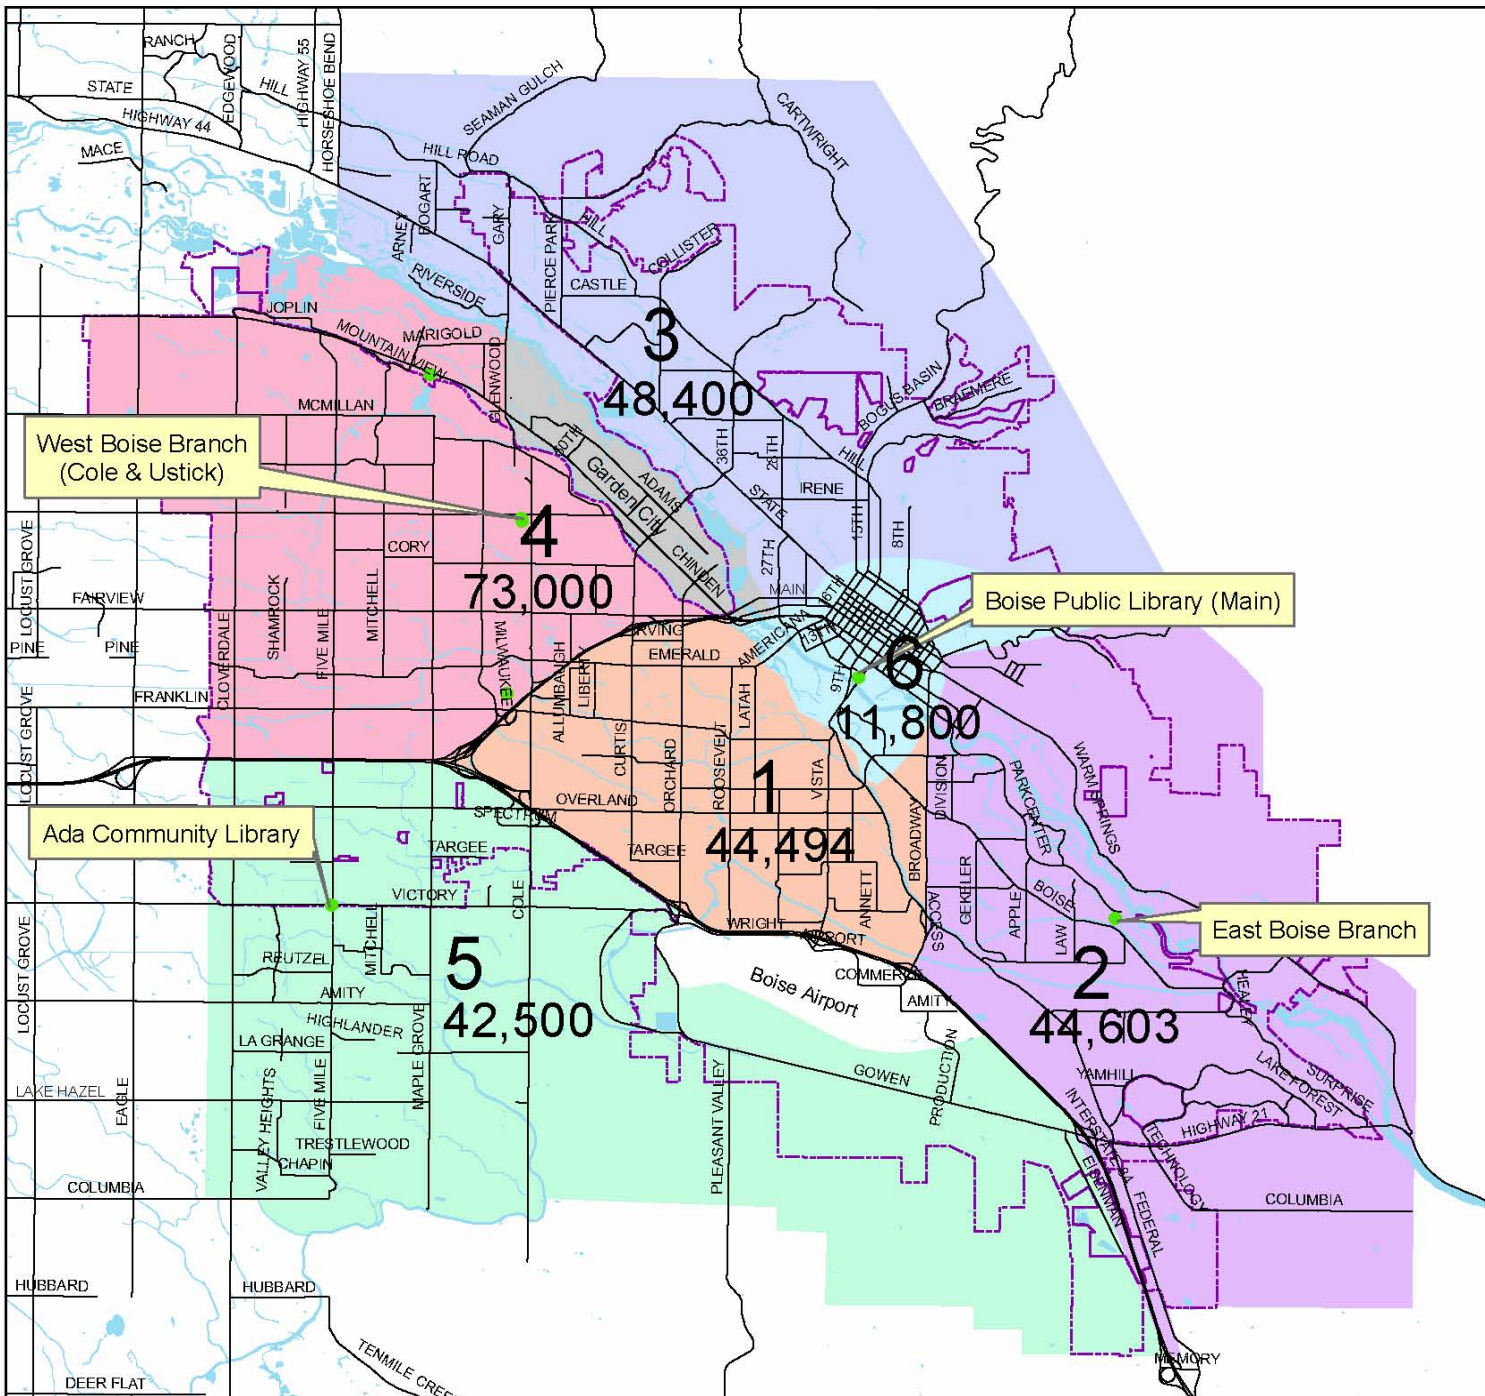 RANCH
EDGEWOOD
HIGHWAY 55
HORSESHOE BEND
STATE
HILL
HIGHWAY 44
SEAMAN GULCH
CARTWRIGHT
MACE
HILL ROAD
BOGART
ARNEY
GARY
PIERCE PARK
HILL
COLLISTER
RIVERSIDE
CASTLE
JOPLIN
MOUNTAIN VIEW
MARIGOLD
GLENWOOD
3
48,400
BOGUS BASIN
BRAEMERE
MCMILLAN
West Boise Branch
(Cole & Ustick)
50TH
ADAMS
Garden City
36TH
28TH
HILL
IRENE
STATE
15TH
8TH
4
73,000
LOCUST GROVE
CORY
CHINDEN
27TH
MAIN
16TH
Boise Public Library (Main)
FAIRVIEW
PINE
PINE
SHAMROCK
FIVE MILE
MITCHELL
CLOVERDALE
MILWAUKEE
IRVING
EMERALD
AMERICANA
13TH
6
11,800
9TH
FRANKLIN
LOCUST GROVE
ALLUMBAUGH
LIBERTY
LATAH
CURTIS
ORCHARD
ROOSEVELT
VISTA
1
44,494
OVERLAND
SPECTRUM
TARGEE
TARGEE
DIVISION
BROADWAY
PARKCENTER
WARM SPRINGS
Ada Community Library
VICTORY
COLE
WRIGHT
ANNETT
AIRPORT
ACCESS
GEKELER
APPLE
BOISE
LAW
East Boise Branch
2
44,603
HEALEY
LOCUST GROVE
REUTZEL
MITCHELL
5
42,500
AMITY
HIGHLANDER
LA GRANGE
MAPLE GROVE
Boise Airport
COMMERCE
AMITY
PRODUCTION
GOWEN
YAMHILL
LAKE FOREST
SURPRISE
HIGHWAY 21
LAKE HAZEL
EAGLE
VALLEY HEIGHTS
FIVE MILE
TRESTLEWOOD
CHAPIN
PLEASANT VALLEY
INTERSTATE 84
TECHNOLOGY
EISENMAN
FEDERAL
COLUMBIA
COLUMBIA
HUBBARD
HUBBARD
TENMILE CREEK
DEER FLAT
MEMORY